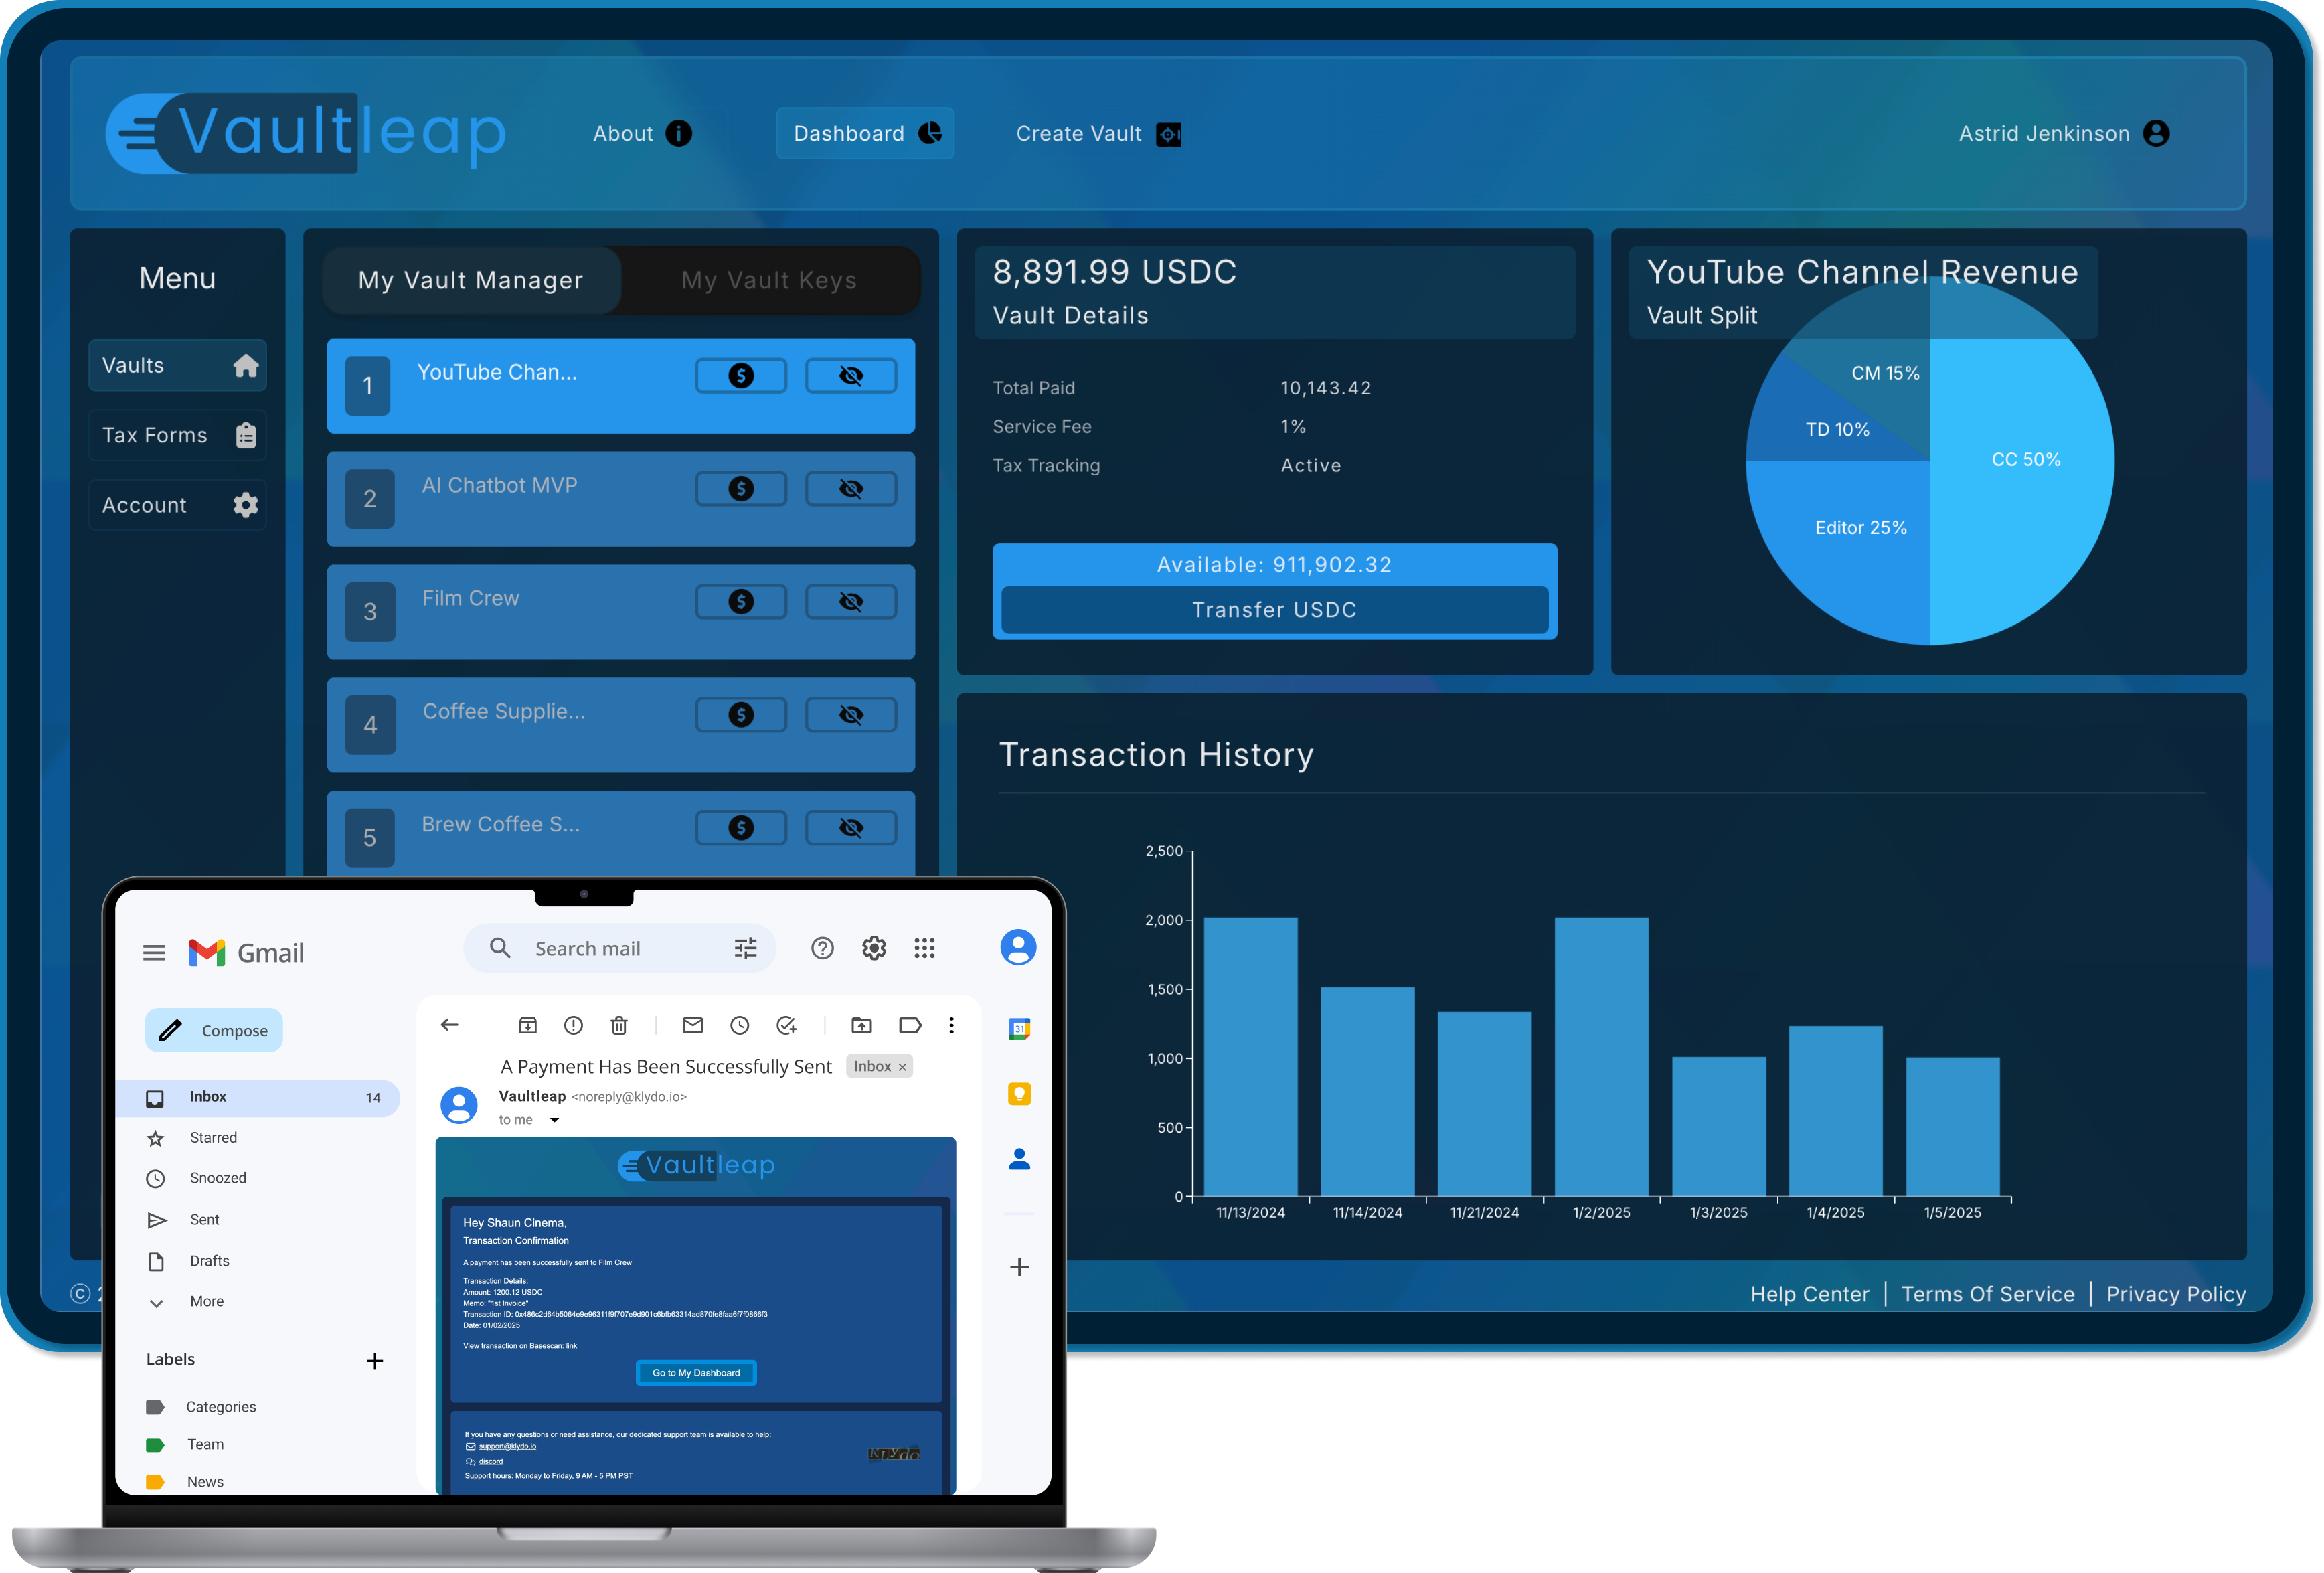 Vaultleap
About
Dashboard
Create Vault
Astrid Jenkinson
Menu
Vaults
Tax Forms
Account
My Vault Manager
My Vault Keys
1
YouTube Chan...
2
AI Chatbot MVP
3
Film Crew
4
Coffee Supplie...
5
Brew Coffee S...
8,891.99 USDC
Vault Details
Total Paid 10,143.42
Service Fee 1%
Tax Tracking Active
Available: 911,902.32
Transfer USDC
YouTube Channel Revenue
Vault Split
CM 15%
TD 10%
CC 50%
Editor 25%
Transaction History
2,500
2,000
1,500
1,000
500
0
11/13/2024 11/14/2024 11/21/2024 1/2/2025 1/3/2025 1/4/2025 1/5/2025
©
Help Center | Terms Of Service | Privacy Policy
Gmail
Search mail
Compose
Inbox 14
Starred
Snoozed
Sent
Drafts
More
Labels
Categories
Team
News
31
A Payment Has Been Successfully Sent Inbox ×
Vaultleap <noreply@klydo.io>
to me
Vaultleap
Hey Shaun Cinema,
Transaction Confirmation
A payment has been successfully sent to Film Crew
Transaction Details:
Amount: 1200.12 USDC
Memo: "1st Invoice"
Transaction ID: 0x486c2d64b5064e9e96311f9f707e9d901c6bfb63314ad870fe8faa6f7f0866f3
Date: 01/02/2025
View transaction on Basescan: link
Go to My Dashboard
If you have any questions or need assistance, our dedicated support team is available to help:
support@klydo.io
discord
Support hours: Monday to Friday, 9 AM - 5 PM PST
KLYdo